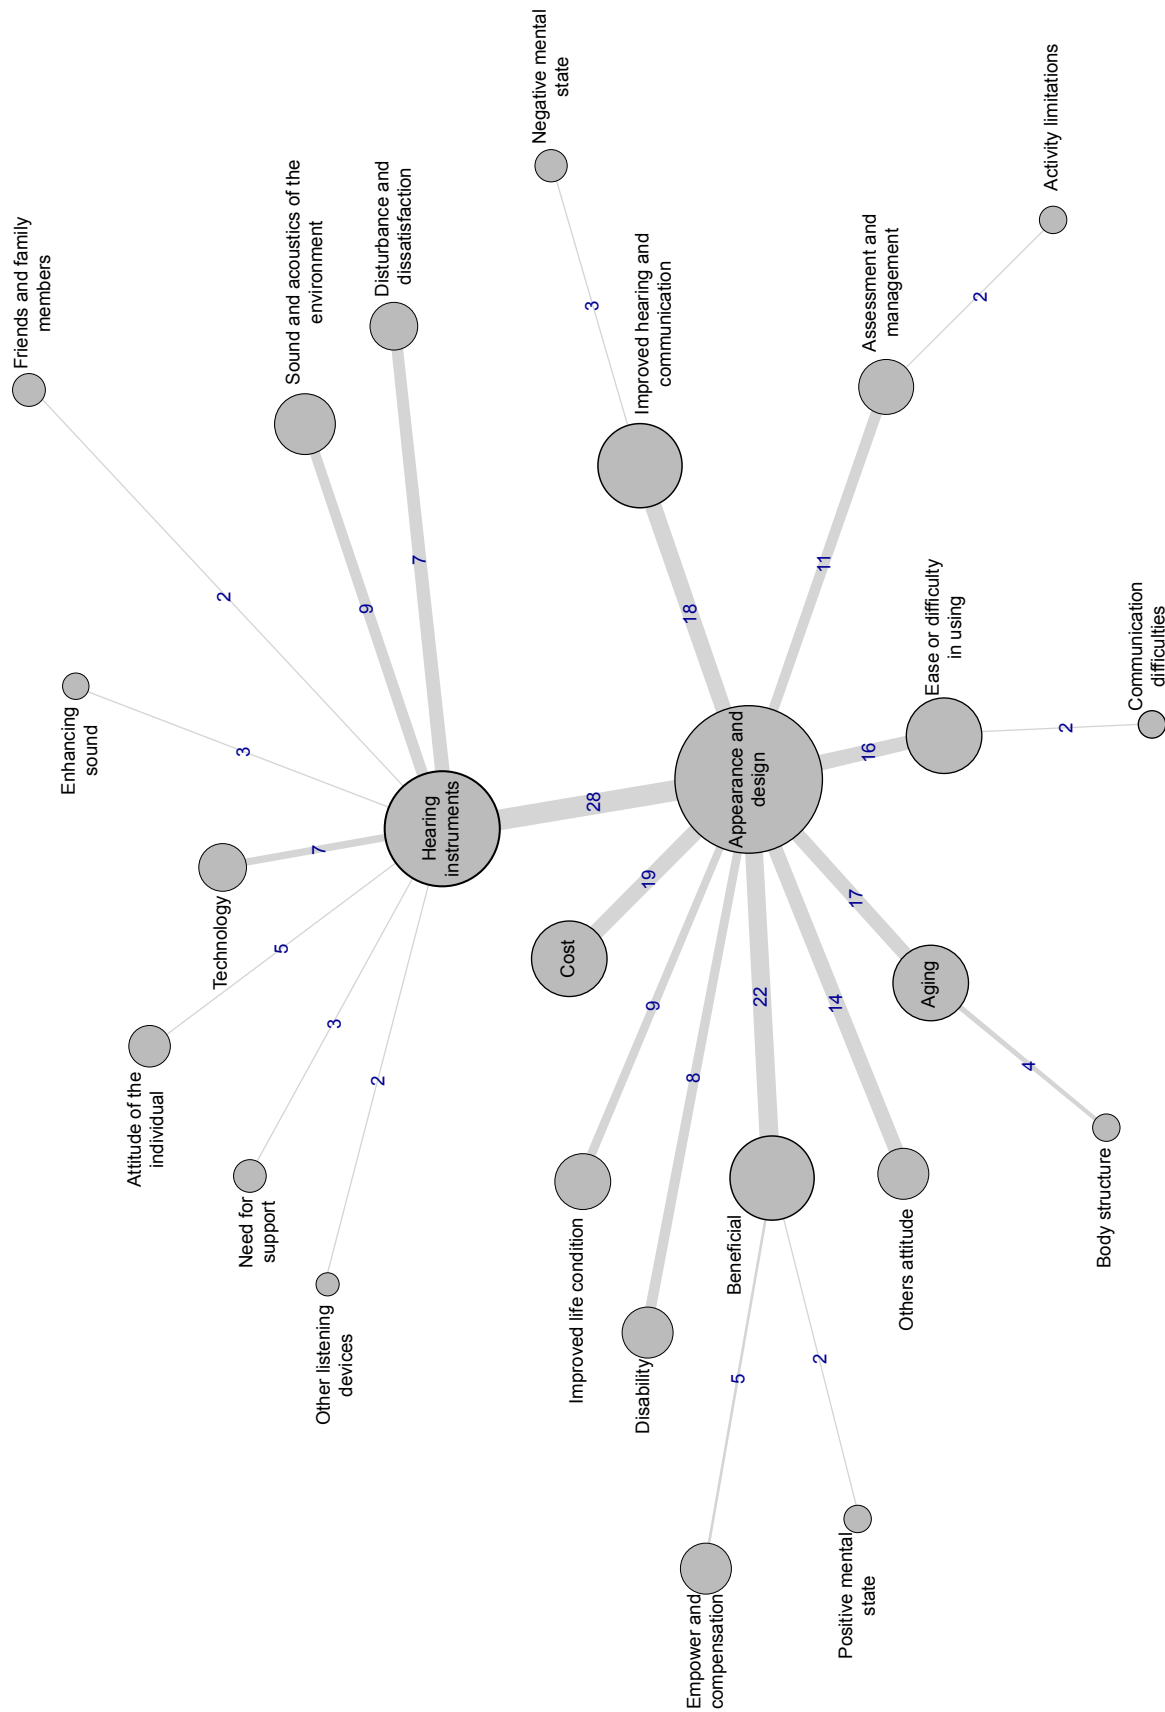 Friends and family
members
Enhancing
sound
Attitude of the
individual
Technology
2
3
Need for
support
5
Sound and acoustics of the
environment
7
Other listening
devices
3
9
2
Disturbance and
dissatisfaction
7
Hearing
instruments
Negative mental
state
Cost
Improved life condition
3
28
Disability
Improved hearing and
communication
19
9
18
8
Empower and
compensation
Beneficial
Appearance and
design
5
22
2
11
14
Positive mental
state
17
16
Assessment and
management
Others attitude
Aging
Ease or difficulty
in using
2
4
Activity limitations
2
Body structure
Communication
difficulties